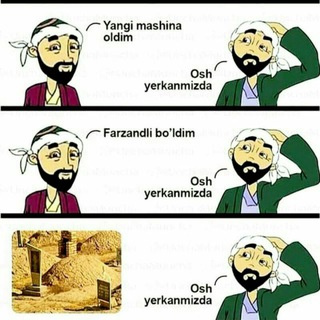 Yangi mashina
oldim
Osh
yerkanmizda
Farzandli bo'ldim
Osh
yerkanmizda
Osh
yerkanmizda